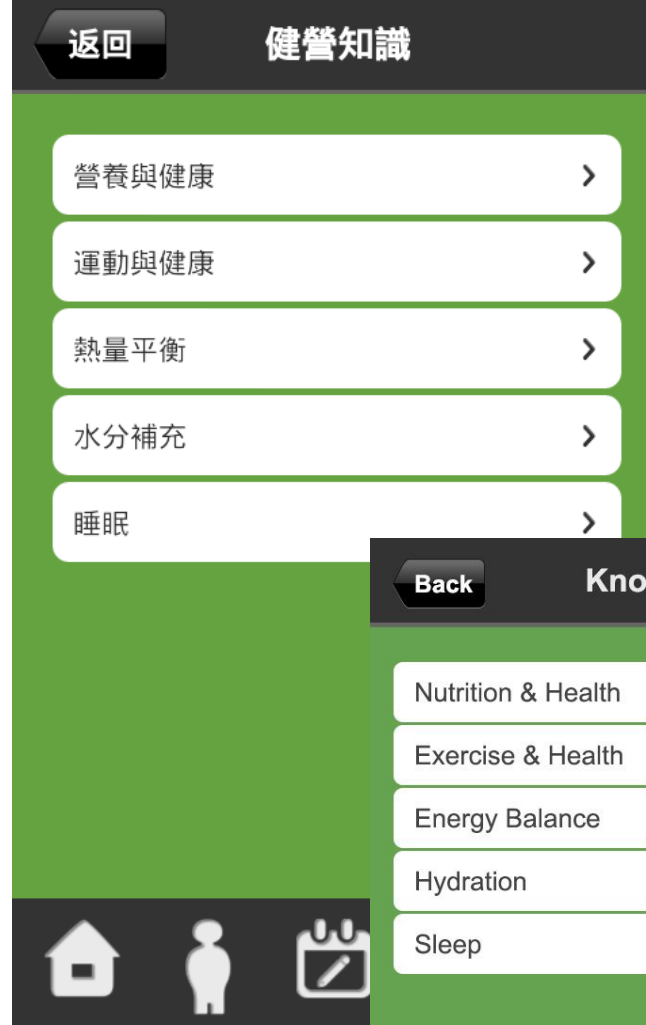 返回
健營知識
營養與健康
運動與健康
熱量平衡
水分補充
睡眠
Back
Kno
Nutrition & Health
Exercise & Health
Energy Balance
Hydration
Sleep